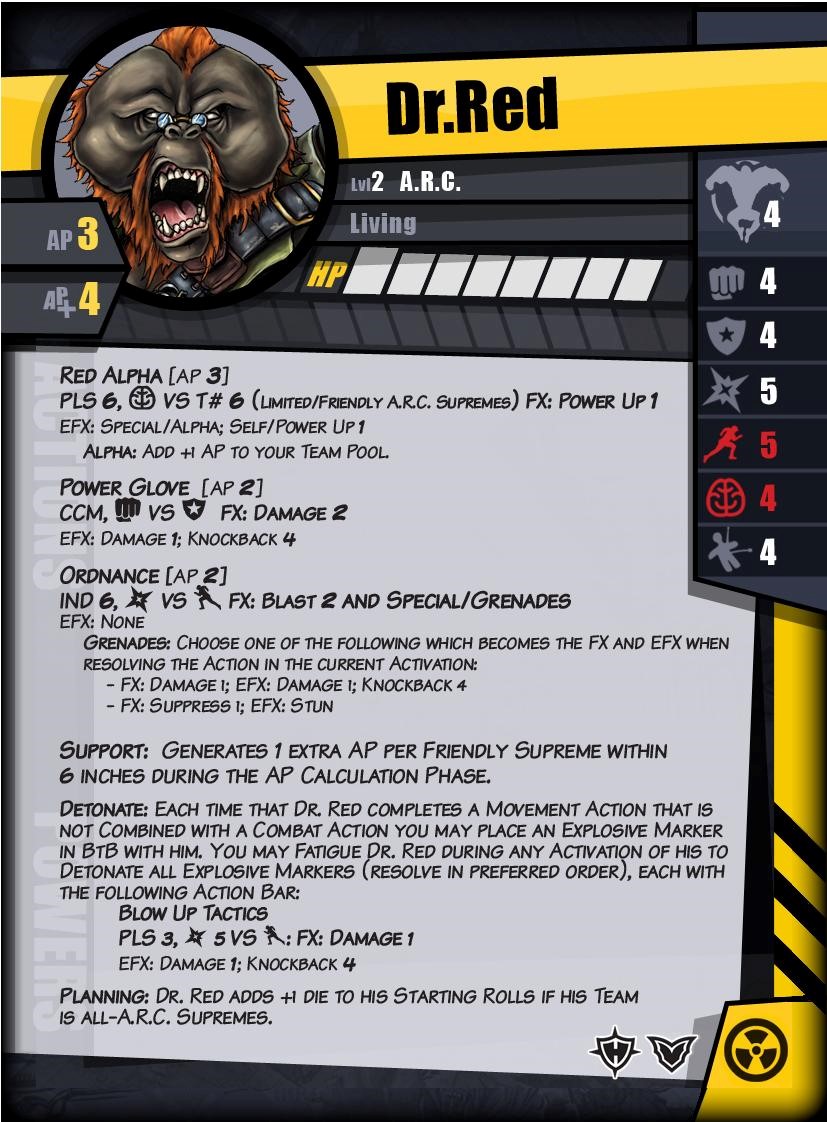 Dr.Red
Lvl2 A.R.C.
Living
AP 3
AP+ 4
HP
4
4
4
5
5
4
4
ACTIONS
RED ALPHA [AP 3]
PLS 6, VS T# 6 (LIMITED/FRIENDLY A.R.C. SUPREMES) FX: POWER UP 1
EFX: SPECIAL/ALPHA; SELF/POWER UP 1
ALPHA: ADD +1 AP TO YOUR TEAM POOL.
POWER GLOVE [AP 2]
CCM, VS FX: DAMAGE 2
EFX: DAMAGE 1; KNOCKBACK 4
ORDNANCE [AP 2]
IND 6, VS FX: BLAST 2 AND SPECIAL/GRENADES
EFX: NONE
GRENADES: CHOOSE ONE OF THE FOLLOWING WHICH BECOMES THE FX AND EFX WHEN
RESOLVING THE ACTION IN THE CURRENT ACTIVATION:
- FX: DAMAGE 1; EFX: DAMAGE 1; KNOCKBACK 4
- FX: SUPPRESS 1; EFX: STUN
POWERS
SUPPORT: GENERATES 1 EXTRA AP PER FRIENDLY SUPREME WITHIN
6 INCHES DURING THE AP CALCULATION PHASE.
DETONATE: EACH TIME THAT DR. RED COMPLETES A MOVEMENT ACTION THAT IS
NOT COMBINED WITH A COMBAT ACTION YOU MAY PLACE AN EXPLOSIVE MARKER
IN BTB WITH HIM. YOU MAY FATIGUE DR. RED DURING ANY ACTIVATION OF HIS TO
DETONATE ALL EXPLOSIVE MARKERS (RESOLVE IN PREFERRED ORDER), EACH WITH
THE FOLLOWING ACTION BAR:
BLOW UP TACTICS
PLS 3, 5 VS : FX: DAMAGE 1
EFX: DAMAGE 1; KNOCKBACK 4
PLANNING: DR. RED ADDS +1 DIE TO HIS STARTING ROLLS IF HIS TEAM
IS ALL-A.R.C. SUPREMES.
H